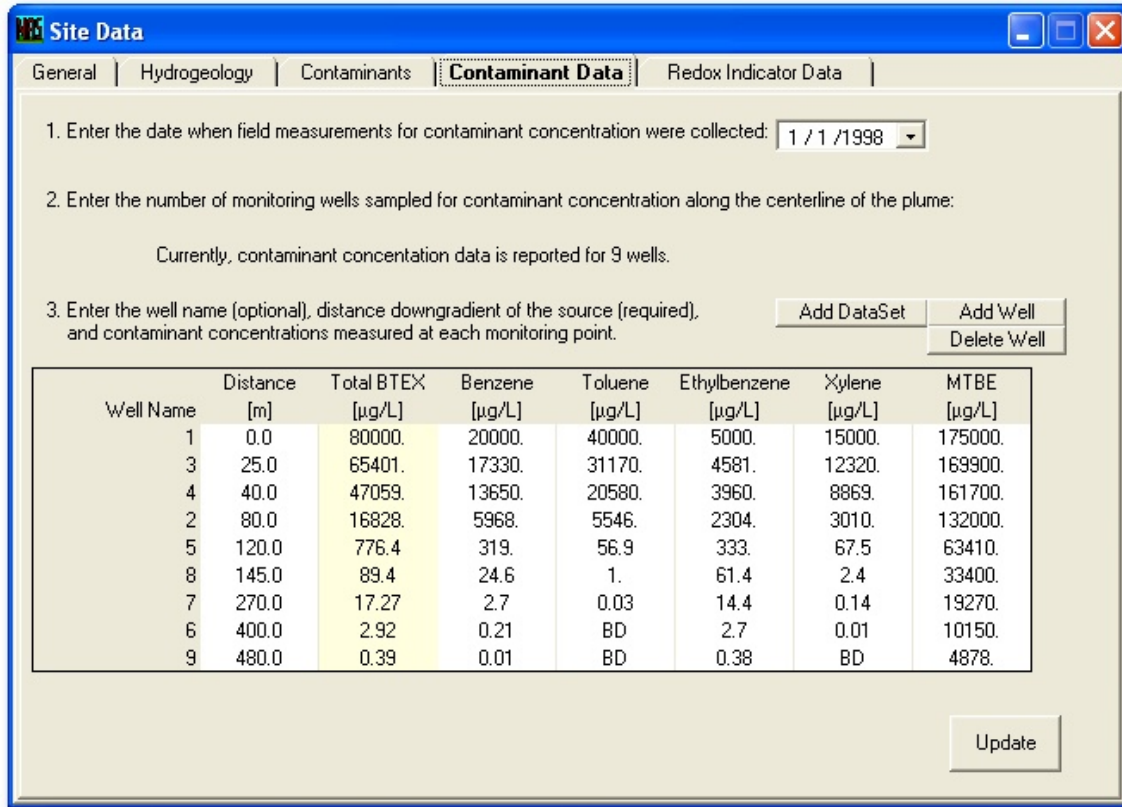 Site Data
General Hydrogeology Contaminants Contaminant Data Redox Indicator Data
1. Enter the date when field measurements for contaminant concentration were collected: 1 / 1 /1998
2. Enter the number of monitoring wells sampled for contaminant concentration along the centerline of the plume:
Currently, contaminant concentation data is reported for 9 wells.
3. Enter the well name (optional), distance downgradient of the source (required), Add DataSet Add Well
and contaminant concentrations measured at each monitoring point. Delete Well
Distance Total BTEX Benzene Toluene Ethylbenzene Xylene MTBE
Well Name [m] [µg/L] [µg/L] [µg/L] [µg/L] [µg/L] [µg/L]
1 0.0 80000. 20000. 40000. 5000. 15000. 175000.
3 25.0 65401. 17330. 31170. 4581. 12320. 169900.
4 40.0 47059. 13650. 20580. 3960. 8869. 161700.
2 80.0 16828. 5968. 5546. 2304. 3010. 132000.
5 120.0 776.4 319. 56.9 333. 67.5 63410.
8 145.0 89.4 24.6 1. 61.4 2.4 33400.
7 270.0 17.27 2.7 0.03 14.4 0.14 19270.
6 400.0 2.92 0.21 BD 2.7 0.01 10150.
9 480.0 0.39 0.01 BD 0.38 BD 4878.
Update